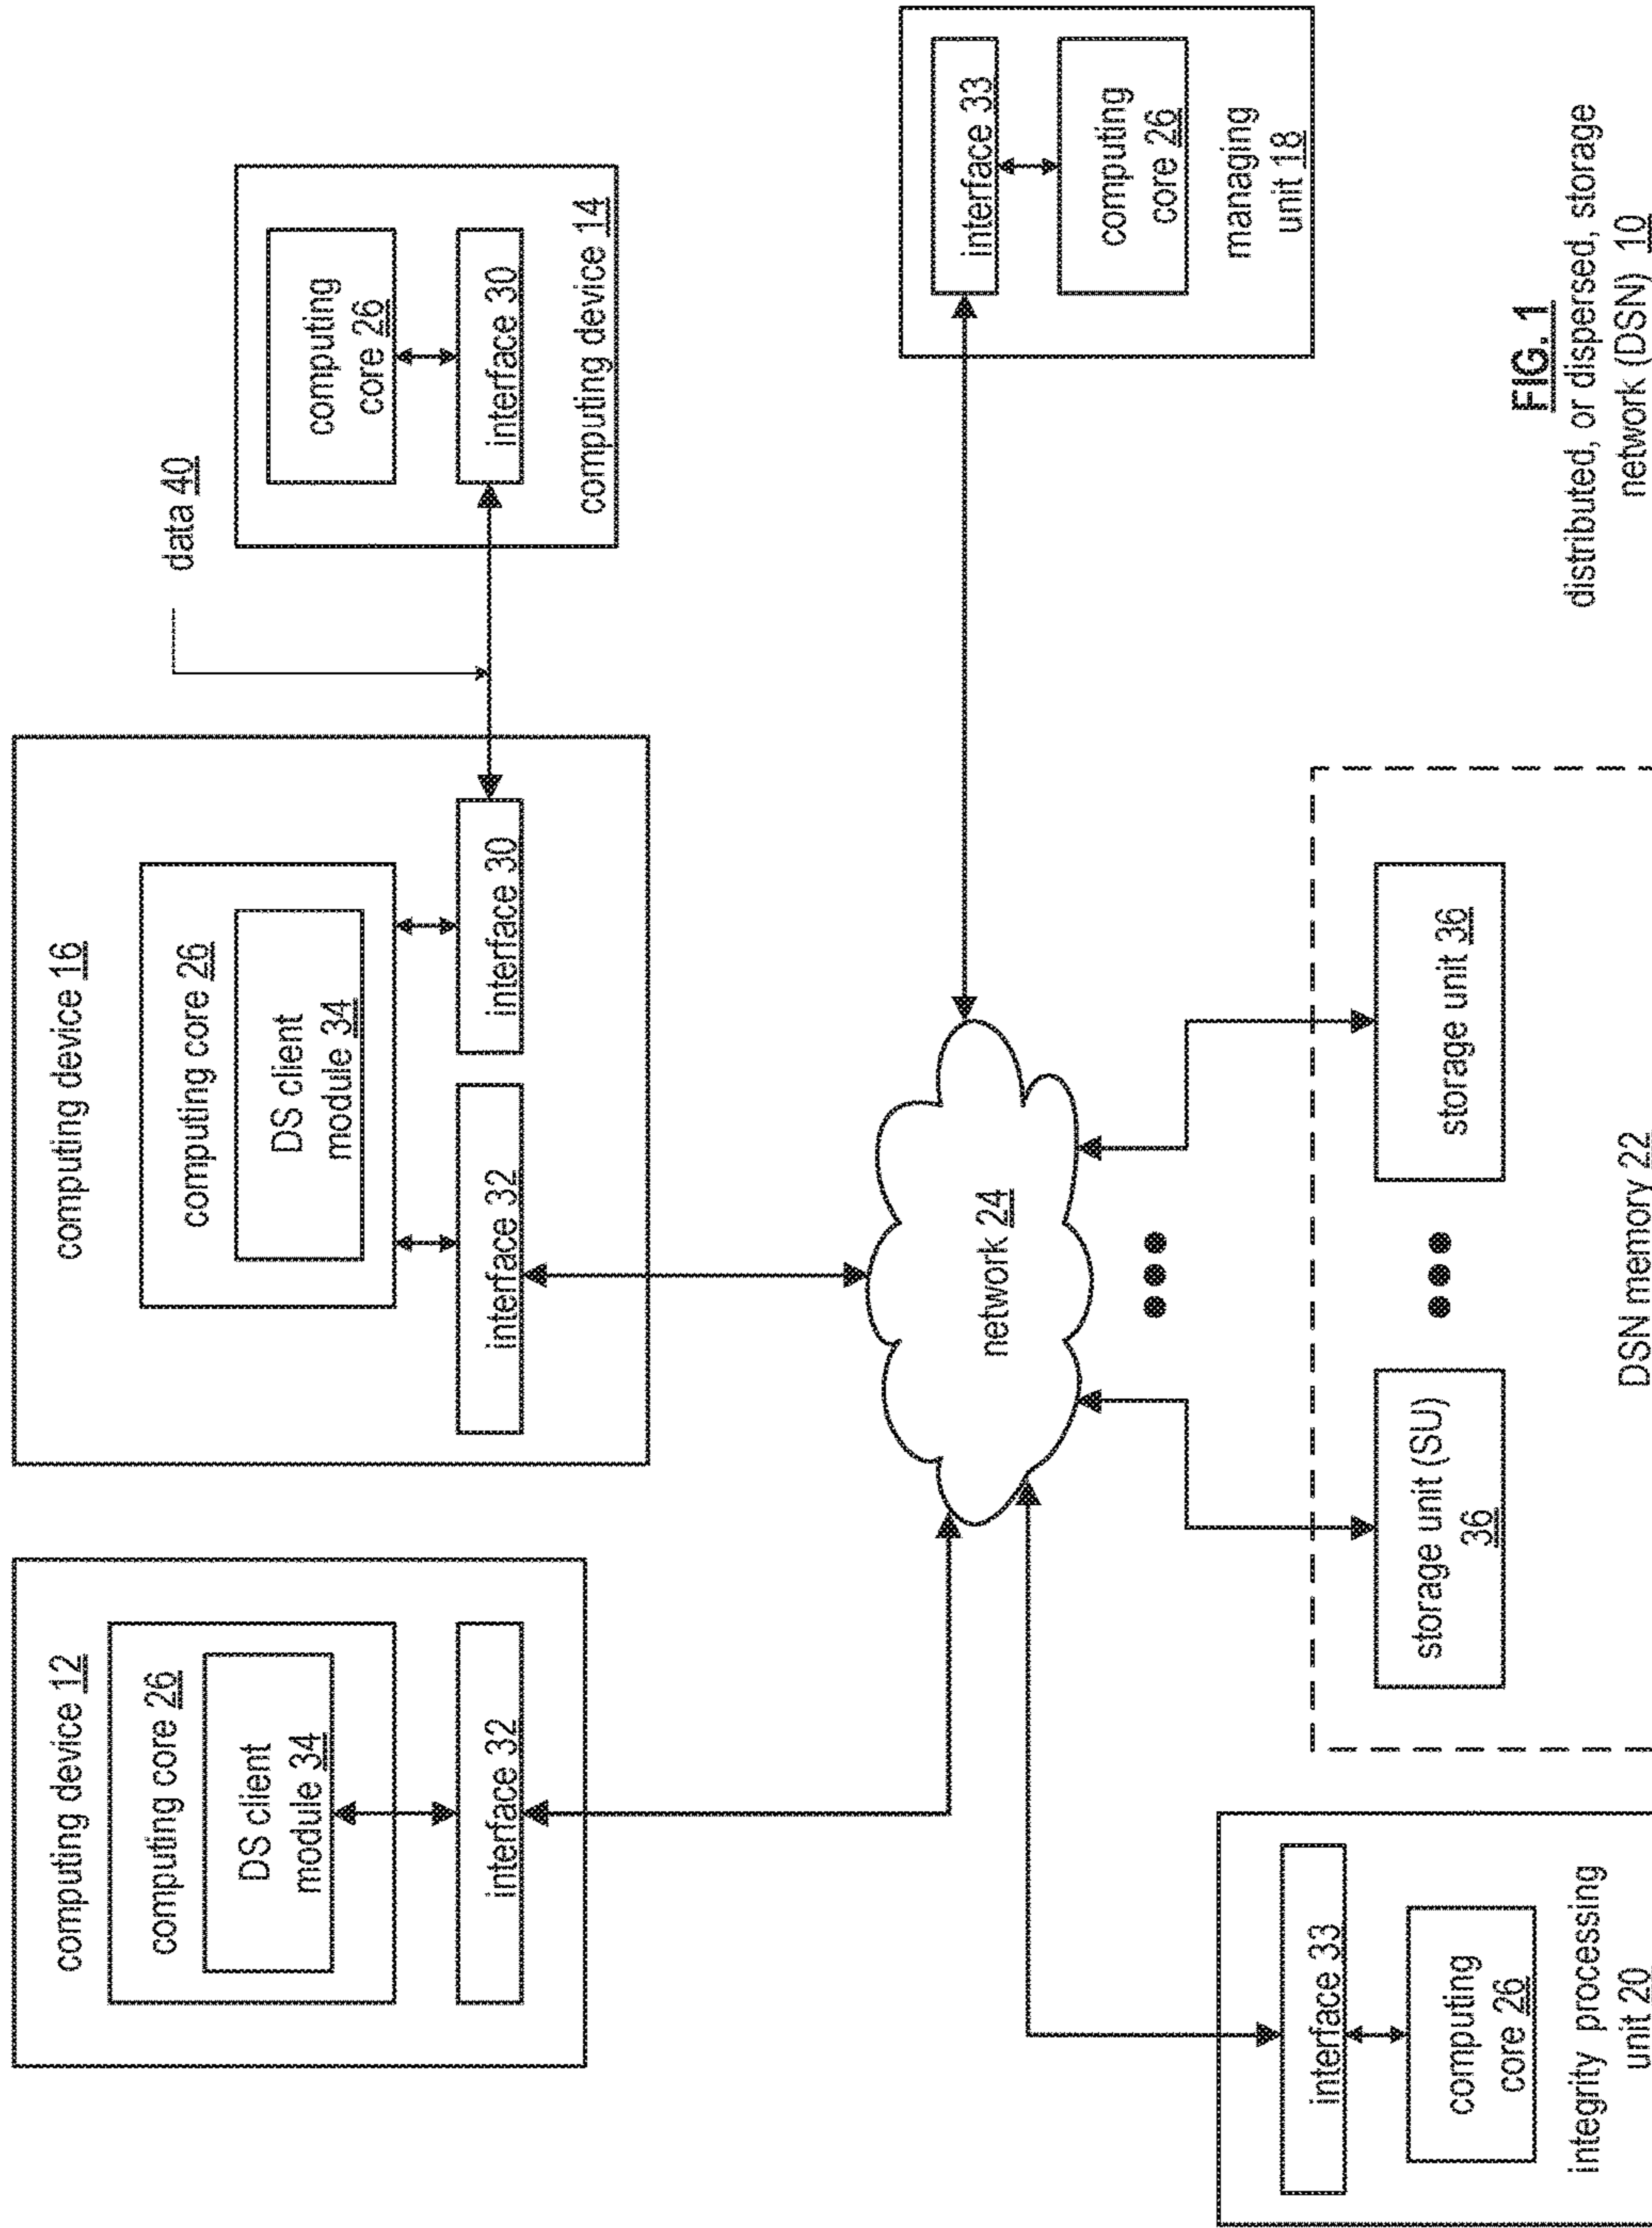 computing device 12
computing core 26
DS client
module 34
interface 32
computing device 16
computing core 26
DS client
module 34
interface 32
interface 30
data 40
computing
core 26
interface 30
computing device 14
network 24
interface 33
computing
core 26
managing
unit 18
interface 33
computing
core 26
integrity processing
unit 20
storage unit (SU)
36
storage unit 36
DSN memory 22
FIG. 1
distributed, or dispersed, storage
network (DSN) 10